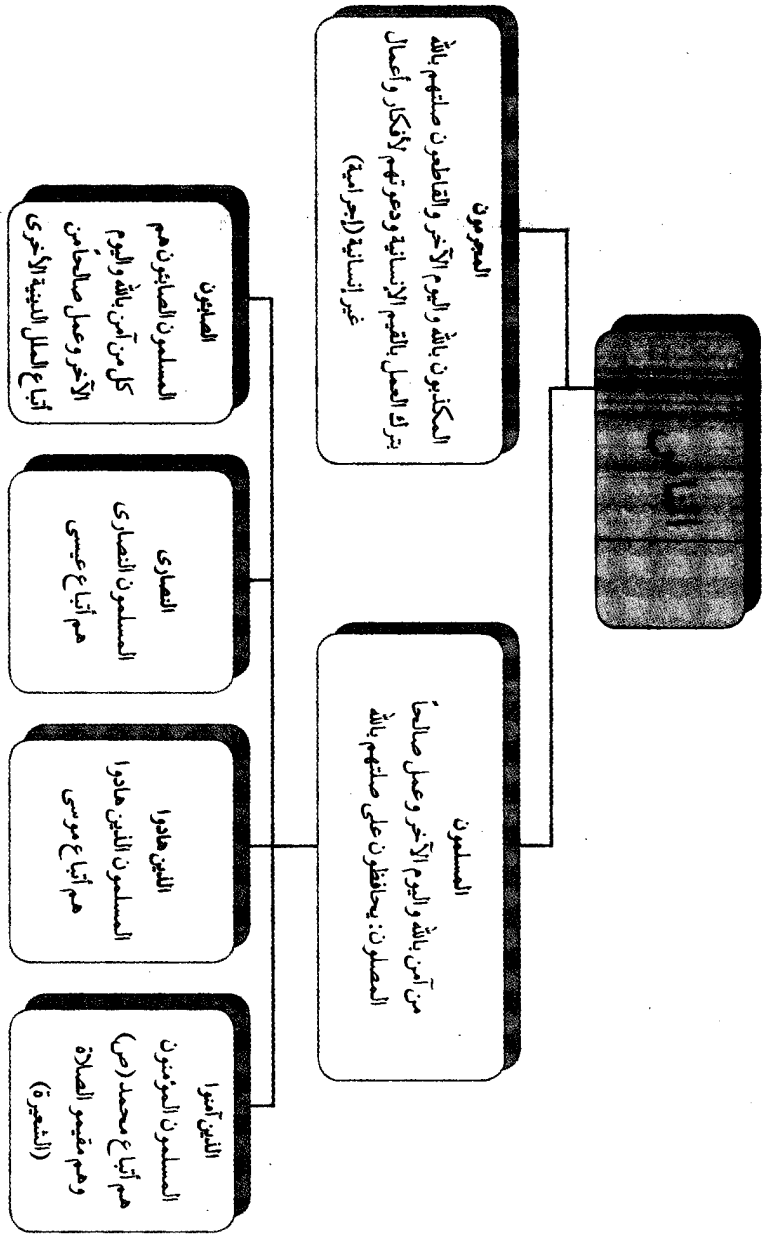 الناس
المسلمون
من آمن بالله واليوم الآخر وعمل صالحاً
المصلون: يحافظون على صلتهم بالله
المجرمون
المكذبون بالله واليوم الآخر والقاطعون صلتهم بالله
بترك العمل بالقيم الإنسانية ودعوتهم لأفكار وأعمال
غير إنسانية (إجرامية)
الذين آمنوا
المسلمون المؤمنون
هم أتباع محمد (ص)
وهم مقيمو الصلاة
(الشعيرة)
الذين هادوا
المسلمون الذين هادوا
هم أتباع موسى
النصارى
المسلمون النصارى
هم أتباع عيسى
الصابئون
المسلمون الصابئون هم
كل من آمن بالله واليوم
الآخر وعمل صالحاً من
أتباع الملل الدينية الأخرى